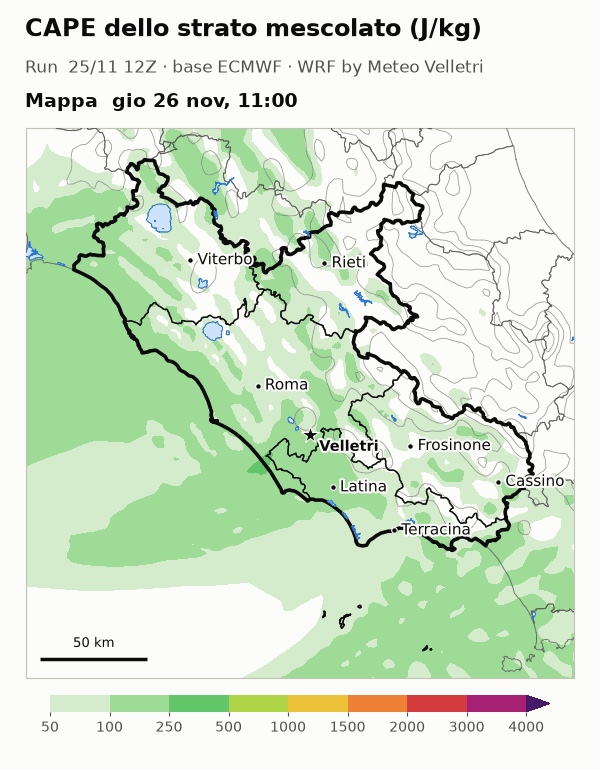 CAPE dello strato mescolato (J/kg)
Run 25/11 12Z · base ECMWF · WRF by Meteo Velletri
Mappa gio 26 nov, 11:00
Viterbo
Rieti
Roma
Velletri
Frosinone
Latina
Cassino
Terracina
50 km
50 100 250 500 1000 1500 2000 3000 4000